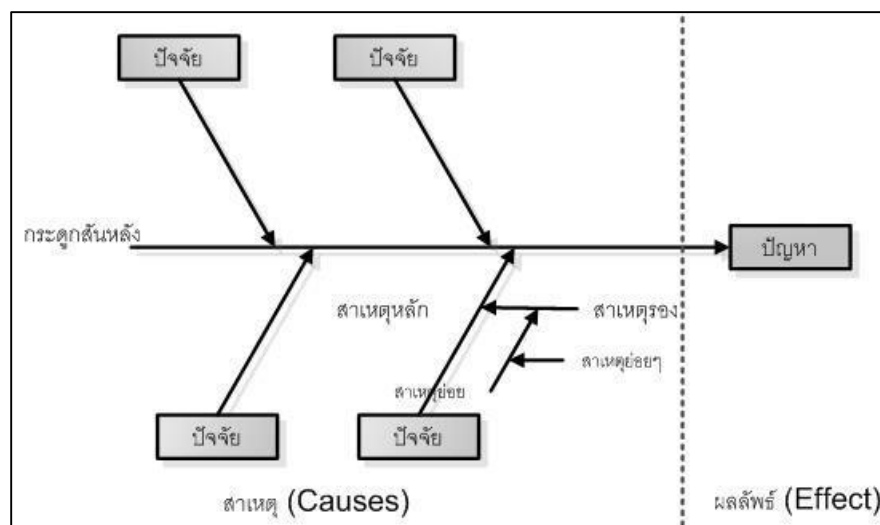 ปัจจัย
ปัจจัย
กระดูกสันหลัง
ปัญหา
สาเหตุหลัก
สาเหตุรอง
สาเหตุย่อยๆ
สาเหตุย่อย
ปัจจัย
ปัจจัย
สาเหตุ (Causes)
ผลลัพธ์ (Effect)